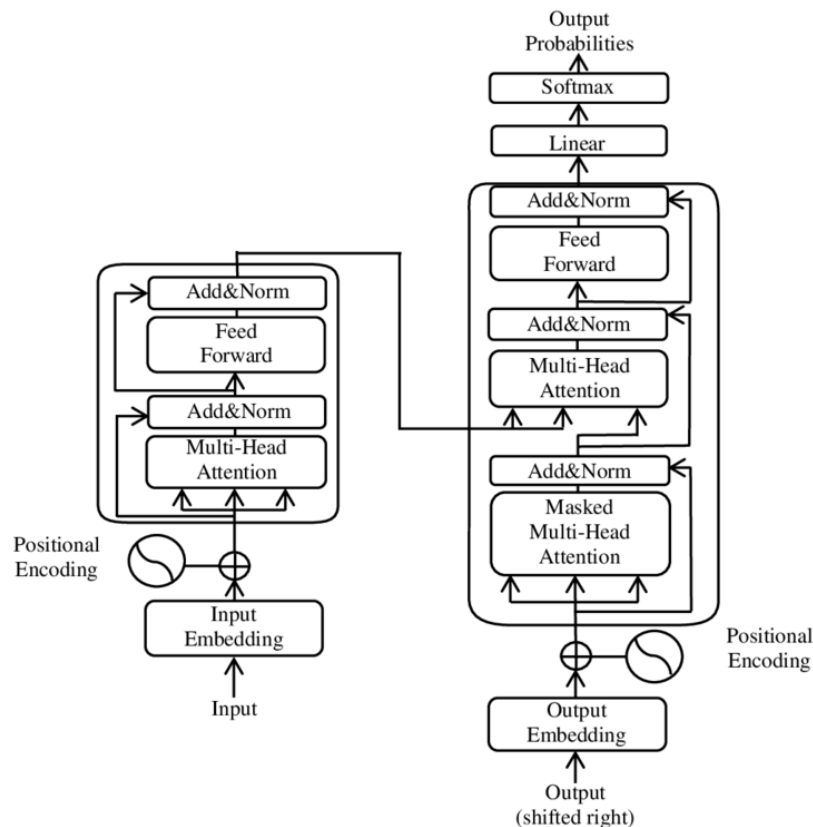 Output
Probabilities
Softmax
Linear
Add&Norm
Feed
Forward
Add&Norm
Multi-Head
Attention
Add&Norm
Masked
Multi-Head
Attention
Positional
Encoding
Output
Embedding
Output
(shifted right)
Add&Norm
Feed
Forward
Add&Norm
Multi-Head
Attention
Positional
Encoding
Input
Embedding
Input